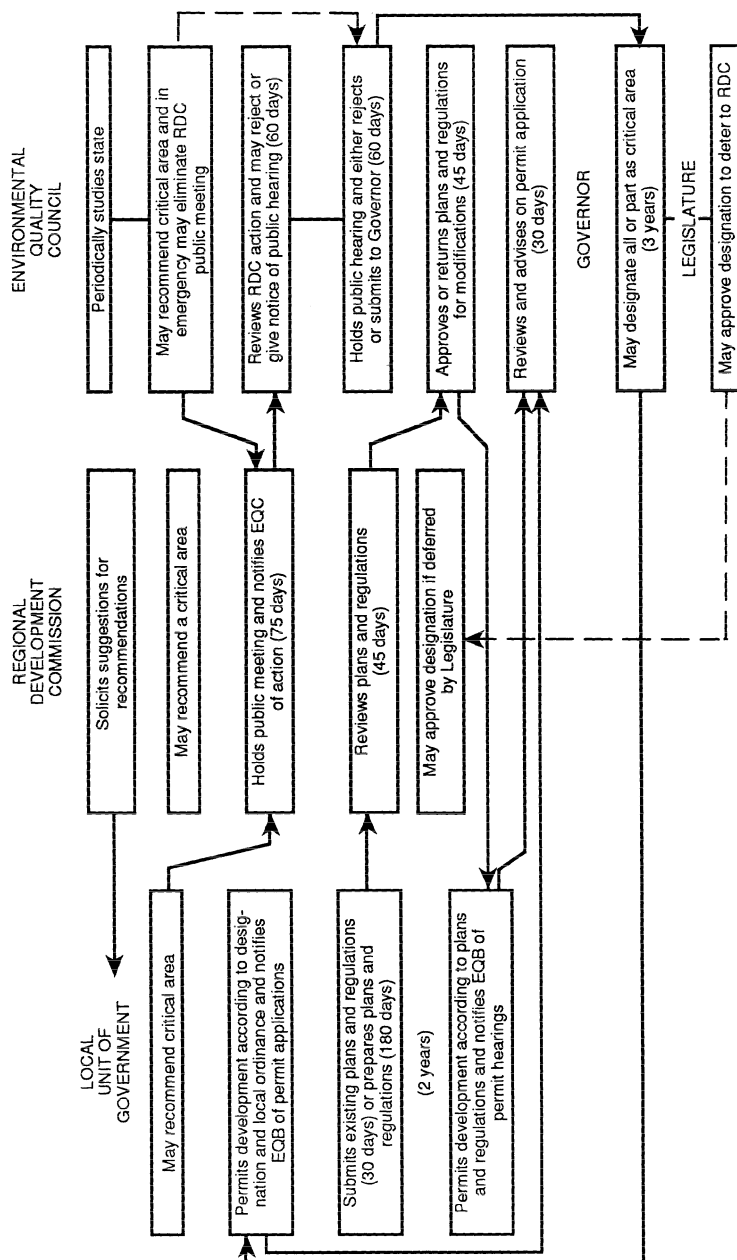 LOCAL
UNIT OF
GOVERNMENT
May recommend critical area
Permits development according to desig-
nation and local ordinance and notifies
EQB of permit applications
Submits existing plans and regulations
(30 days) or prepares plans and
regulations (180 days)
(2 years)
Permits development according to plans
and regulations and notifies EQB of
permit hearings
REGIONAL
DEVELOPMENT
COMMISSION
Solicits suggestions for
recommendations
May recommend a critical area
Holds public meeting and notifies EQC
of action (75 days)
Reviews plans and regulations
(45 days)
May approve designation if deferred
by Legislature
ENVIRONMENTAL
QUALITY
COUNCIL
Periodically studies state
May recommend critical area and in
emergency may eliminate RDC
public meeting
Reviews RDC action and may reject or
give notice of public hearing (60 days)
Holds public hearing and either rejects
or submits to Governor (60 days)
Approves or returns plans and regulations
for modifications (45 days)
Reviews and advises on permit application
(30 days)
GOVERNOR
May designate all or part as critical area
(3 years)
LEGISLATURE
May approve designation to deter to RDC